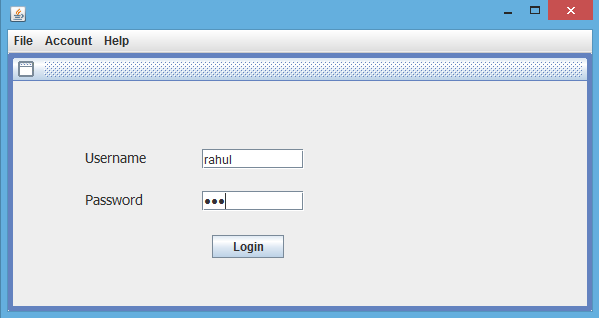 File Account Help
Username rahul
Password •••
Login